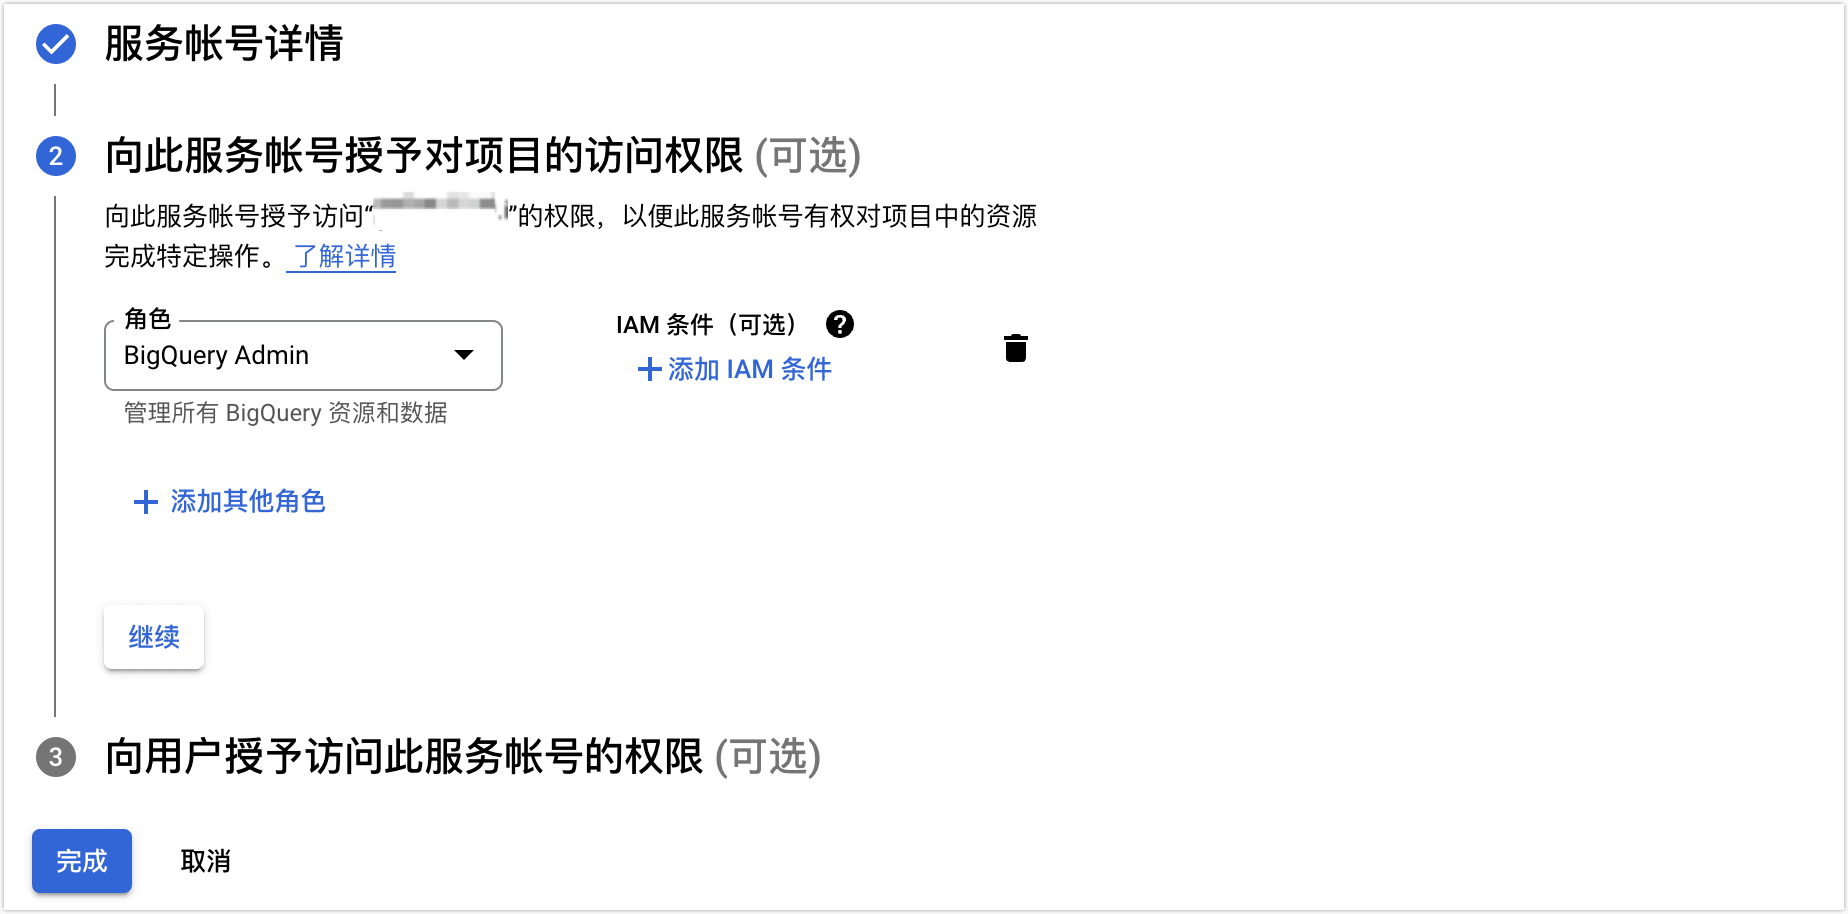 服务帐号详情
2 向此服务帐号授予对项目的访问权限 (可选)
向此服务帐号授予访问“”的权限，以便此服务帐号有权对项目中的资源
完成特定操作。 了解详情
角色
BigQuery Admin
管理所有 BigQuery 资源和数据
IAM 条件（可选） ?
+ 添加 IAM 条件
+ 添加其他角色
继续
3 向用户授予访问此服务帐号的权限 (可选)
完成 取消